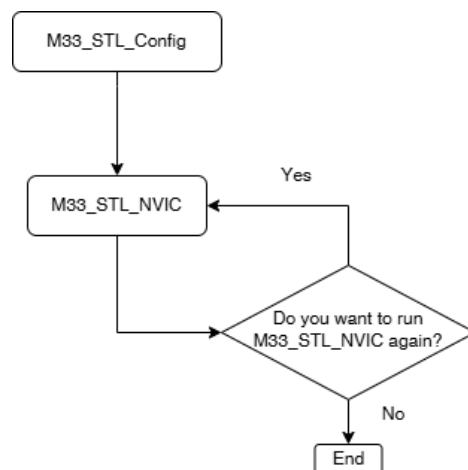 M33_STL_Config
M33_STL_NVIC
Yes
Do you want to run
M33_STL_NVIC again?
No
End